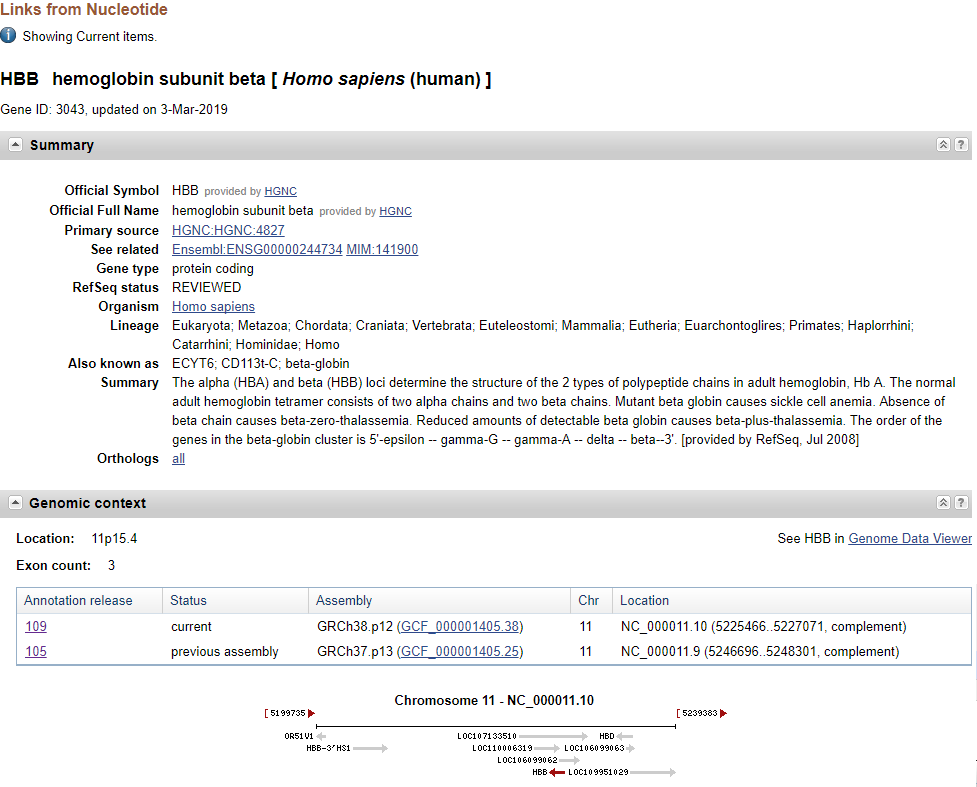 Links from Nucleotide
Showing Current items.
HBB hemoglobin subunit beta [ Homo sapiens (human) ]
Gene ID: 3043, updated on 3-Mar-2019
Summary
Official Symbol HBB provided by HGNC
Official Full Name hemoglobin subunit beta provided by HGNC
Primary source HGNC:HGNC:4827
See related Ensembl:ENSG00000244734 MIM:141900
Gene type protein coding
RefSeq status REVIEWED
Organism Homo sapiens
Lineage Eukaryota; Metazoa; Chordata; Craniata; Vertebrata; Euteleostomi; Mammalia; Eutheria; Euarchontoglires; Primates; Haplorrhini;
Catarrhini; Hominidae; Homo
Also known as ECYT6; CD113t-C; beta-globin
Summary The alpha (HBA) and beta (HBB) loci determine the structure of the 2 types of polypeptide chains in adult hemoglobin, Hb A. The normal
adult hemoglobin tetramer consists of two alpha chains and two beta chains. Mutant beta globin causes sickle cell anemia. Absence of
beta chain causes beta-zero-thalassemia. Reduced amounts of detectable beta globin causes beta-plus-thalassemia. The order of the
genes in the beta-globin cluster is 5'-epsilon -- gamma-G -- gamma-A -- delta -- beta--3'. [provided by RefSeq, Jul 2008]
Orthologs all
Genomic context
Location: 11p15.4 See HBB in Genome Data Viewer
Exon count: 3
Annotation release Status Assembly Chr Location
109 current GRCh38.p12 (GCF_000001405.38) 11 NC_000011.10 (5225466..5227071, complement)
105 previous assembly GRCh37.p13 (GCF_000001405.25) 11 NC_000011.9 (5246696..5248301, complement)
Chromosome 11 - NC_000011.10
[ 5199735 [ 5239383
OR51V1 LOC107133510 HBD
HBB-3'HS1 LOC110006319 LOC106099063
LOC106099062
HBB LOC109951029